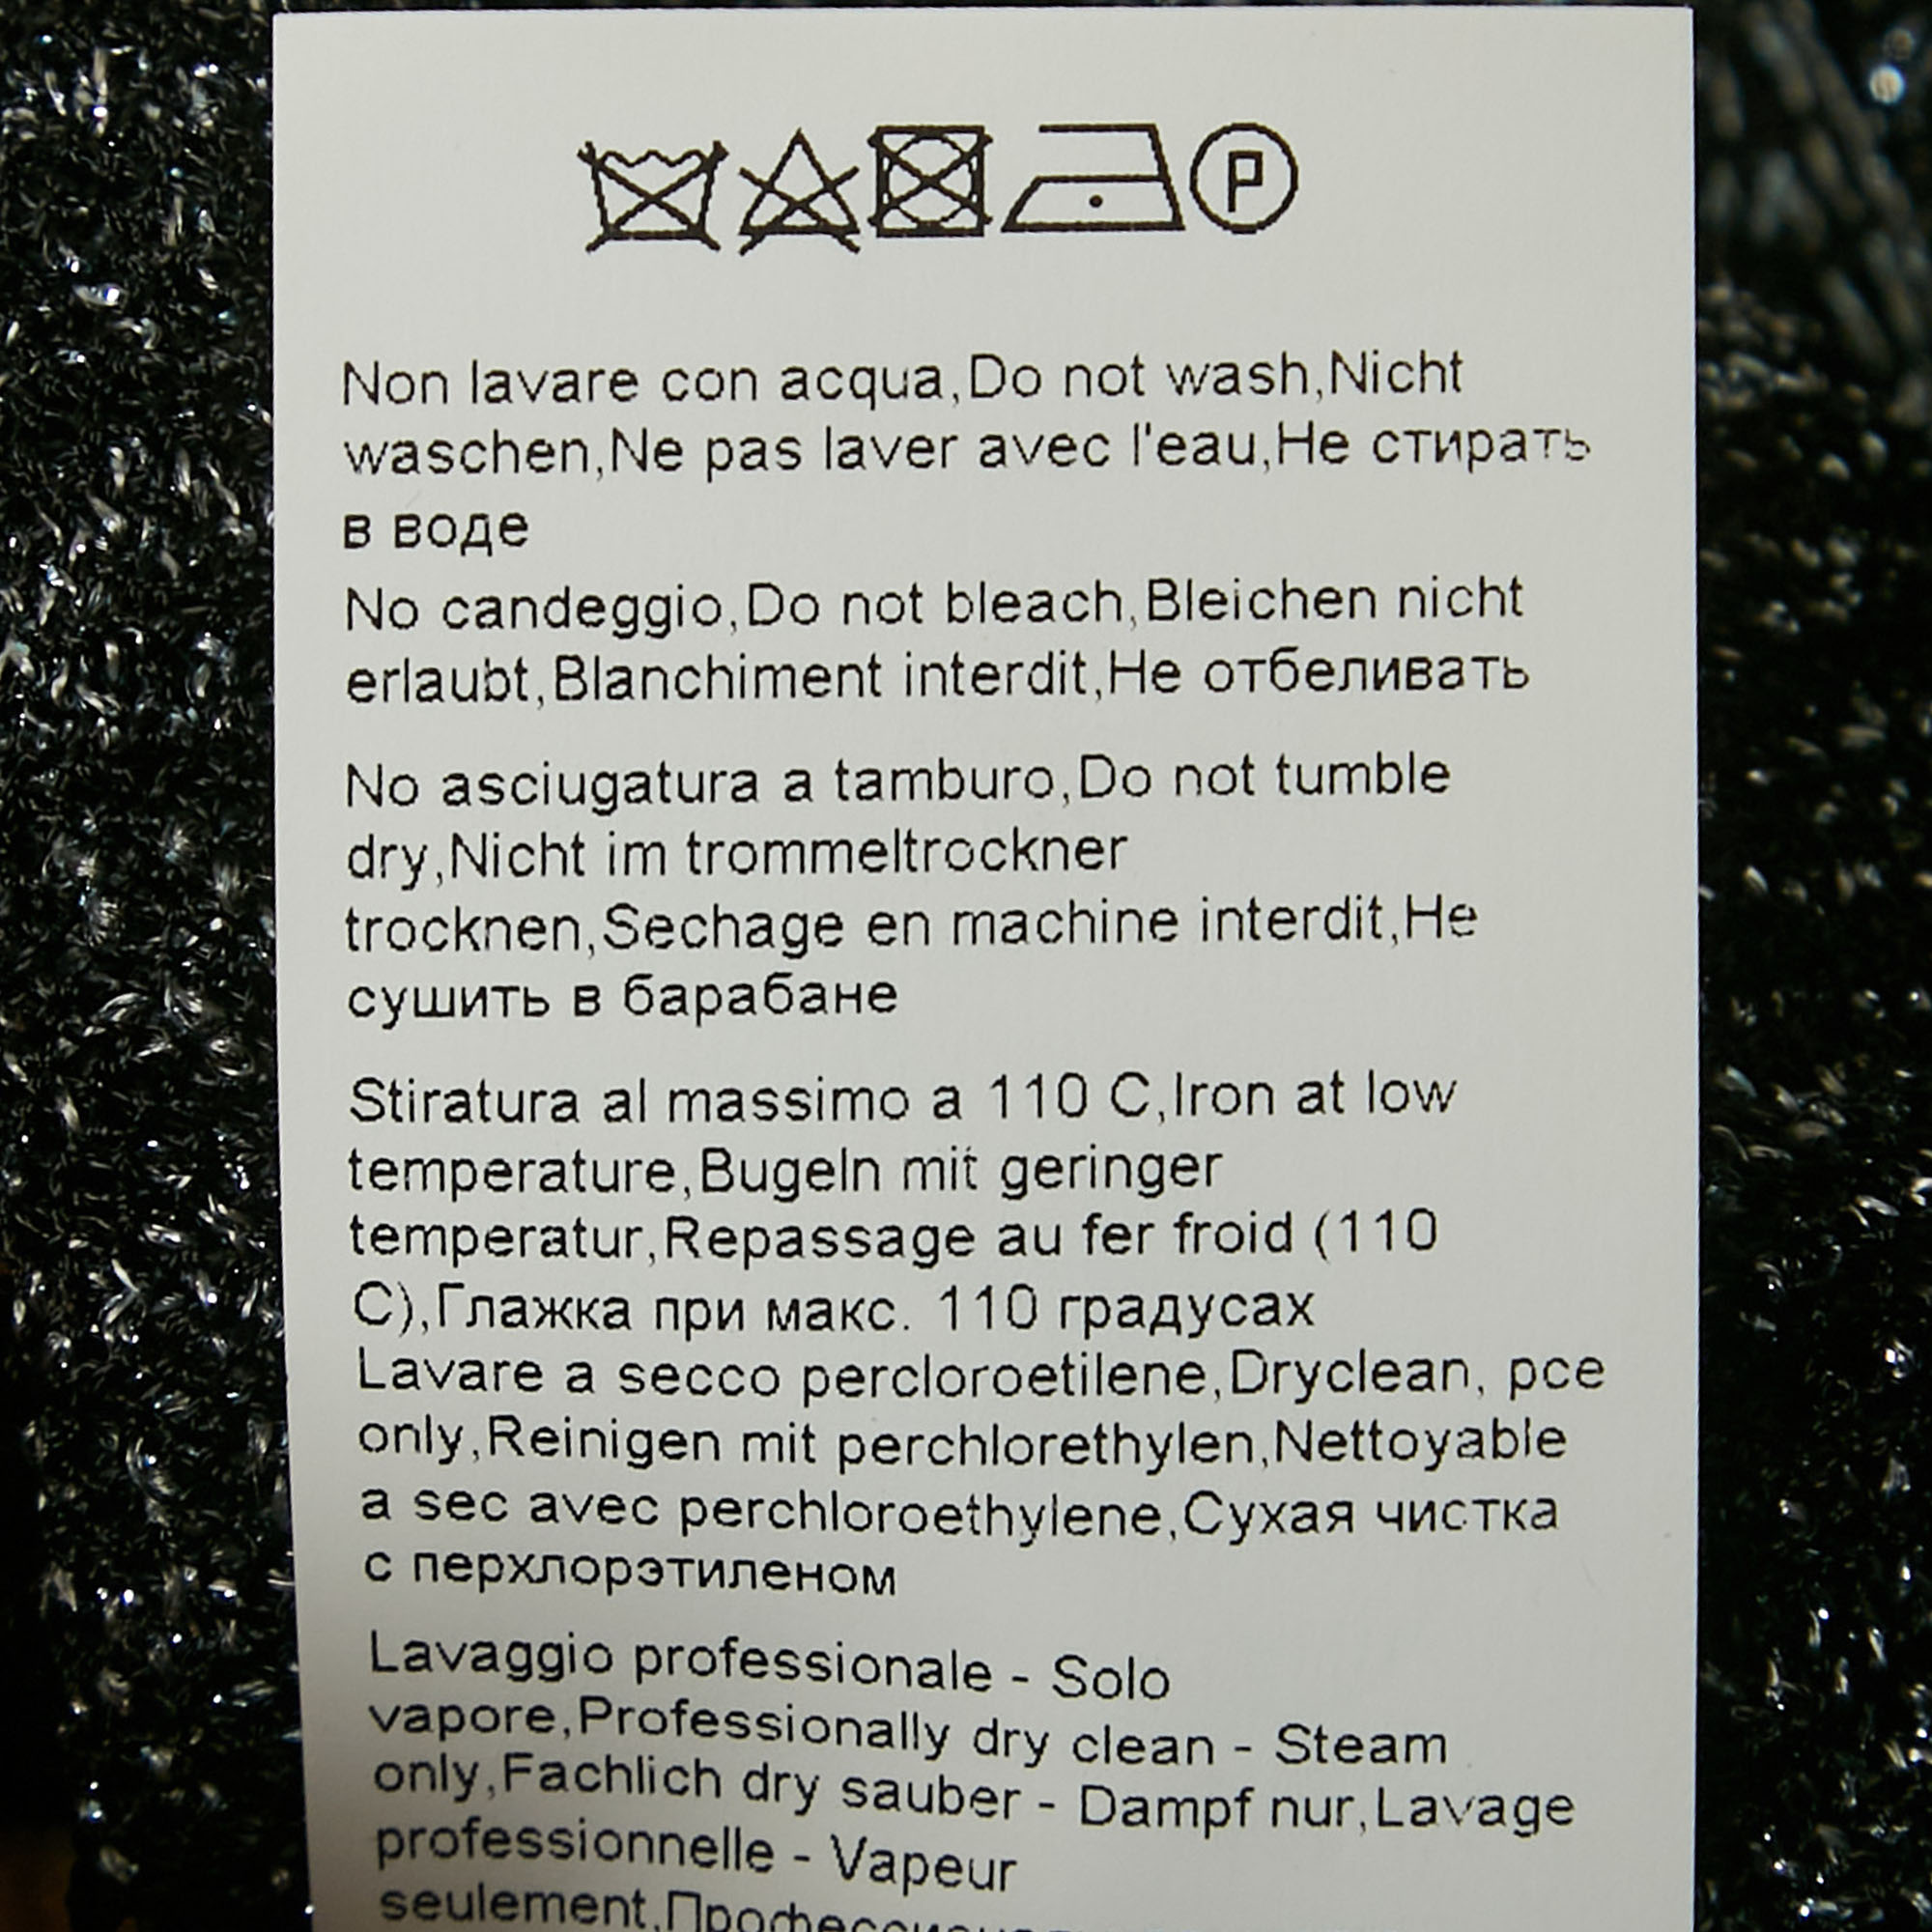 P
Non lavare con acqua,Do not wash,Nicht
waschen,Ne pas laver avec l'eau,Не стирать
в воде
No candeggio,Do not bleach,Bleichen nicht
erlaubt,Blanchiment interdit,Не отбеливать
No asciugatura a tamburo,Do not tumble
dry,Nicht im trommeltrockner
trocknen,Sechage en machine interdit,Не
сушить в барабане
Stiratura al massimo a 110 C,Iron at low
temperature,Bugeln mit geringer
temperatur,Repassage au fer froid (110
C),Глажка при макс. 110 градусах
Lavare a secco percloroetilene,Dryclean, pce
only,Reinigen mit perchlorethylen,Nettoyable
a sec avec perchloroethylene,Сухая чистка
с перхлорэтиленом
Lavaggio professionale - Solo
vapore,Professionally dry clean - Steam
only,Fachlich dry sauber - Dampf nur,Lavage
professionnelle - Vapeur
seulement,